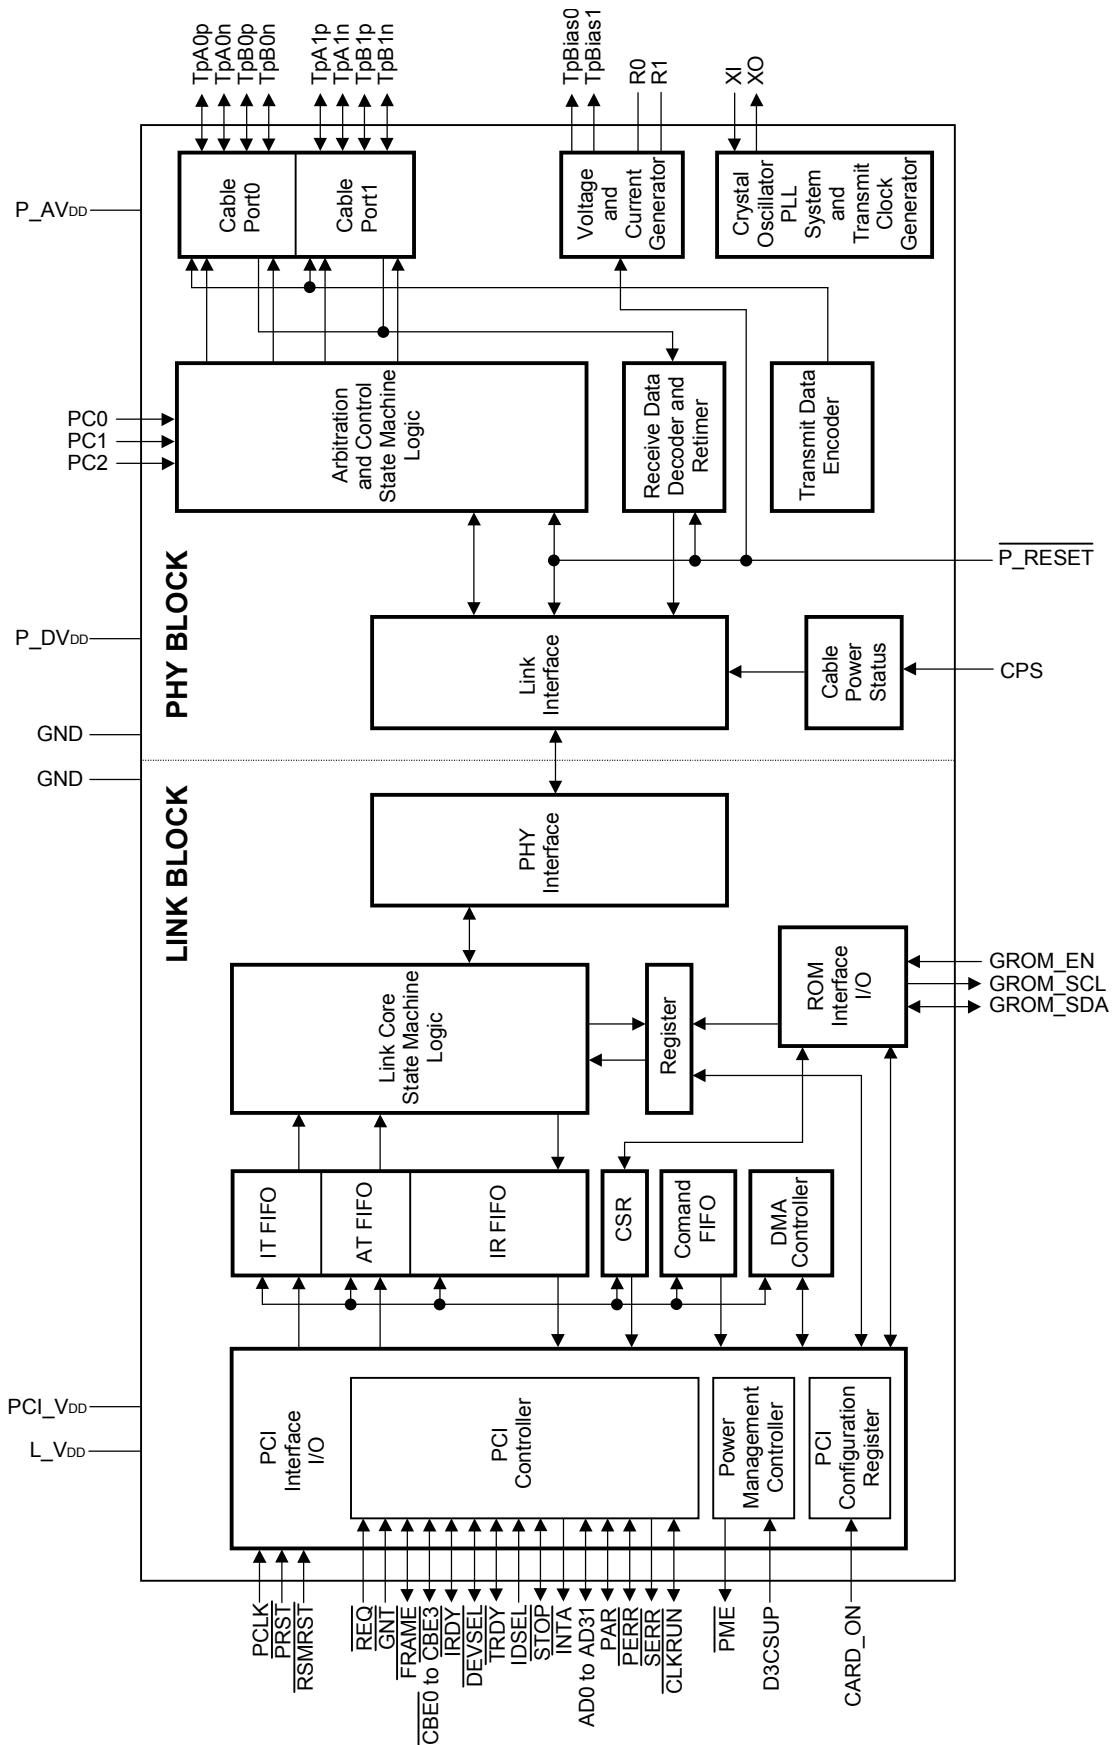 TpA0p
TpA0n
TpB0p
TpB0n
TpA1p
TpA1n
TpB1p
TpB1n
TpBias0
TpBias1
R0
R1
XI
XO
P_AVDD
Cable
Port0
Cable
Port1
Voltage
and
Current
Generator
Crystal
Oscillator
PLL
System
and
Transmit
Clock
Generator
PC0
PC1
PC2
Arbitration
and Control
State Machine
Logic
Receive Data
Decoder and
Retimer
Transmit Data
Encoder
PHY BLOCK
P_RESET
P_DVDD
Link
Interface
Cable
Power
Status
CPS
GND
GND
LINK BLOCK
PHY
Interface
Link Core
State Machine
Logic
Register
ROM
Interface
I/O
GROM_EN
GROM_SCL
GROM_SDA
IT FIFO
AT FIFO
IR FIFO
CSR
Comand
FIFO
DMA
Controller
PCI_VDD
L_VDD
PCI
Interface
I/O
PCI
Controller
Power
Management
Controller
PCI
Configuration
Register
PCLK
PRST
RSMRST
REQ
GNT
FRAME
CBE0 to CBE3
IRDY
DEVSEL
TRDY
IDSEL
STOP
INTA
AD0 to AD31
PAR
PERR
SERR
CLKRUN
PME
D3CSUP
CARD_ON